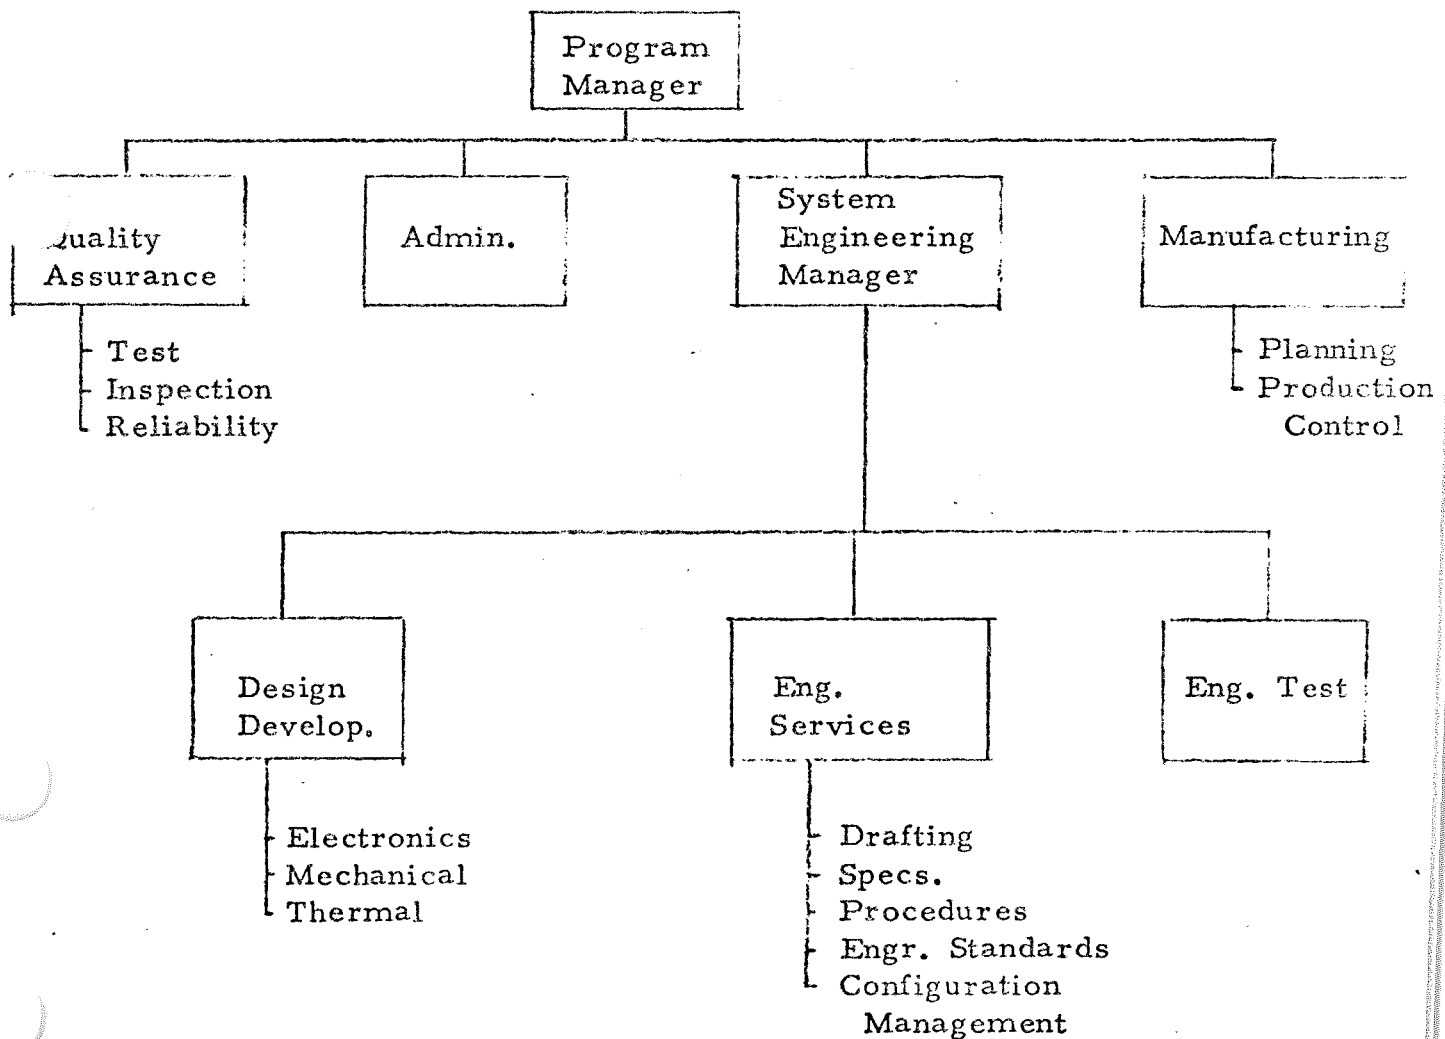 Program
Manager
Quality
Assurance
Admin.
System
Engineering
Manager
Manufacturing
Test
Inspection
Reliability
Planning
Production
Control
Design
Develop.
Eng.
Services
Eng. Test
Electronics
Mechanical
Thermal
Drafting
Specs.
Procedures
Engr. Standards
Configuration
Management